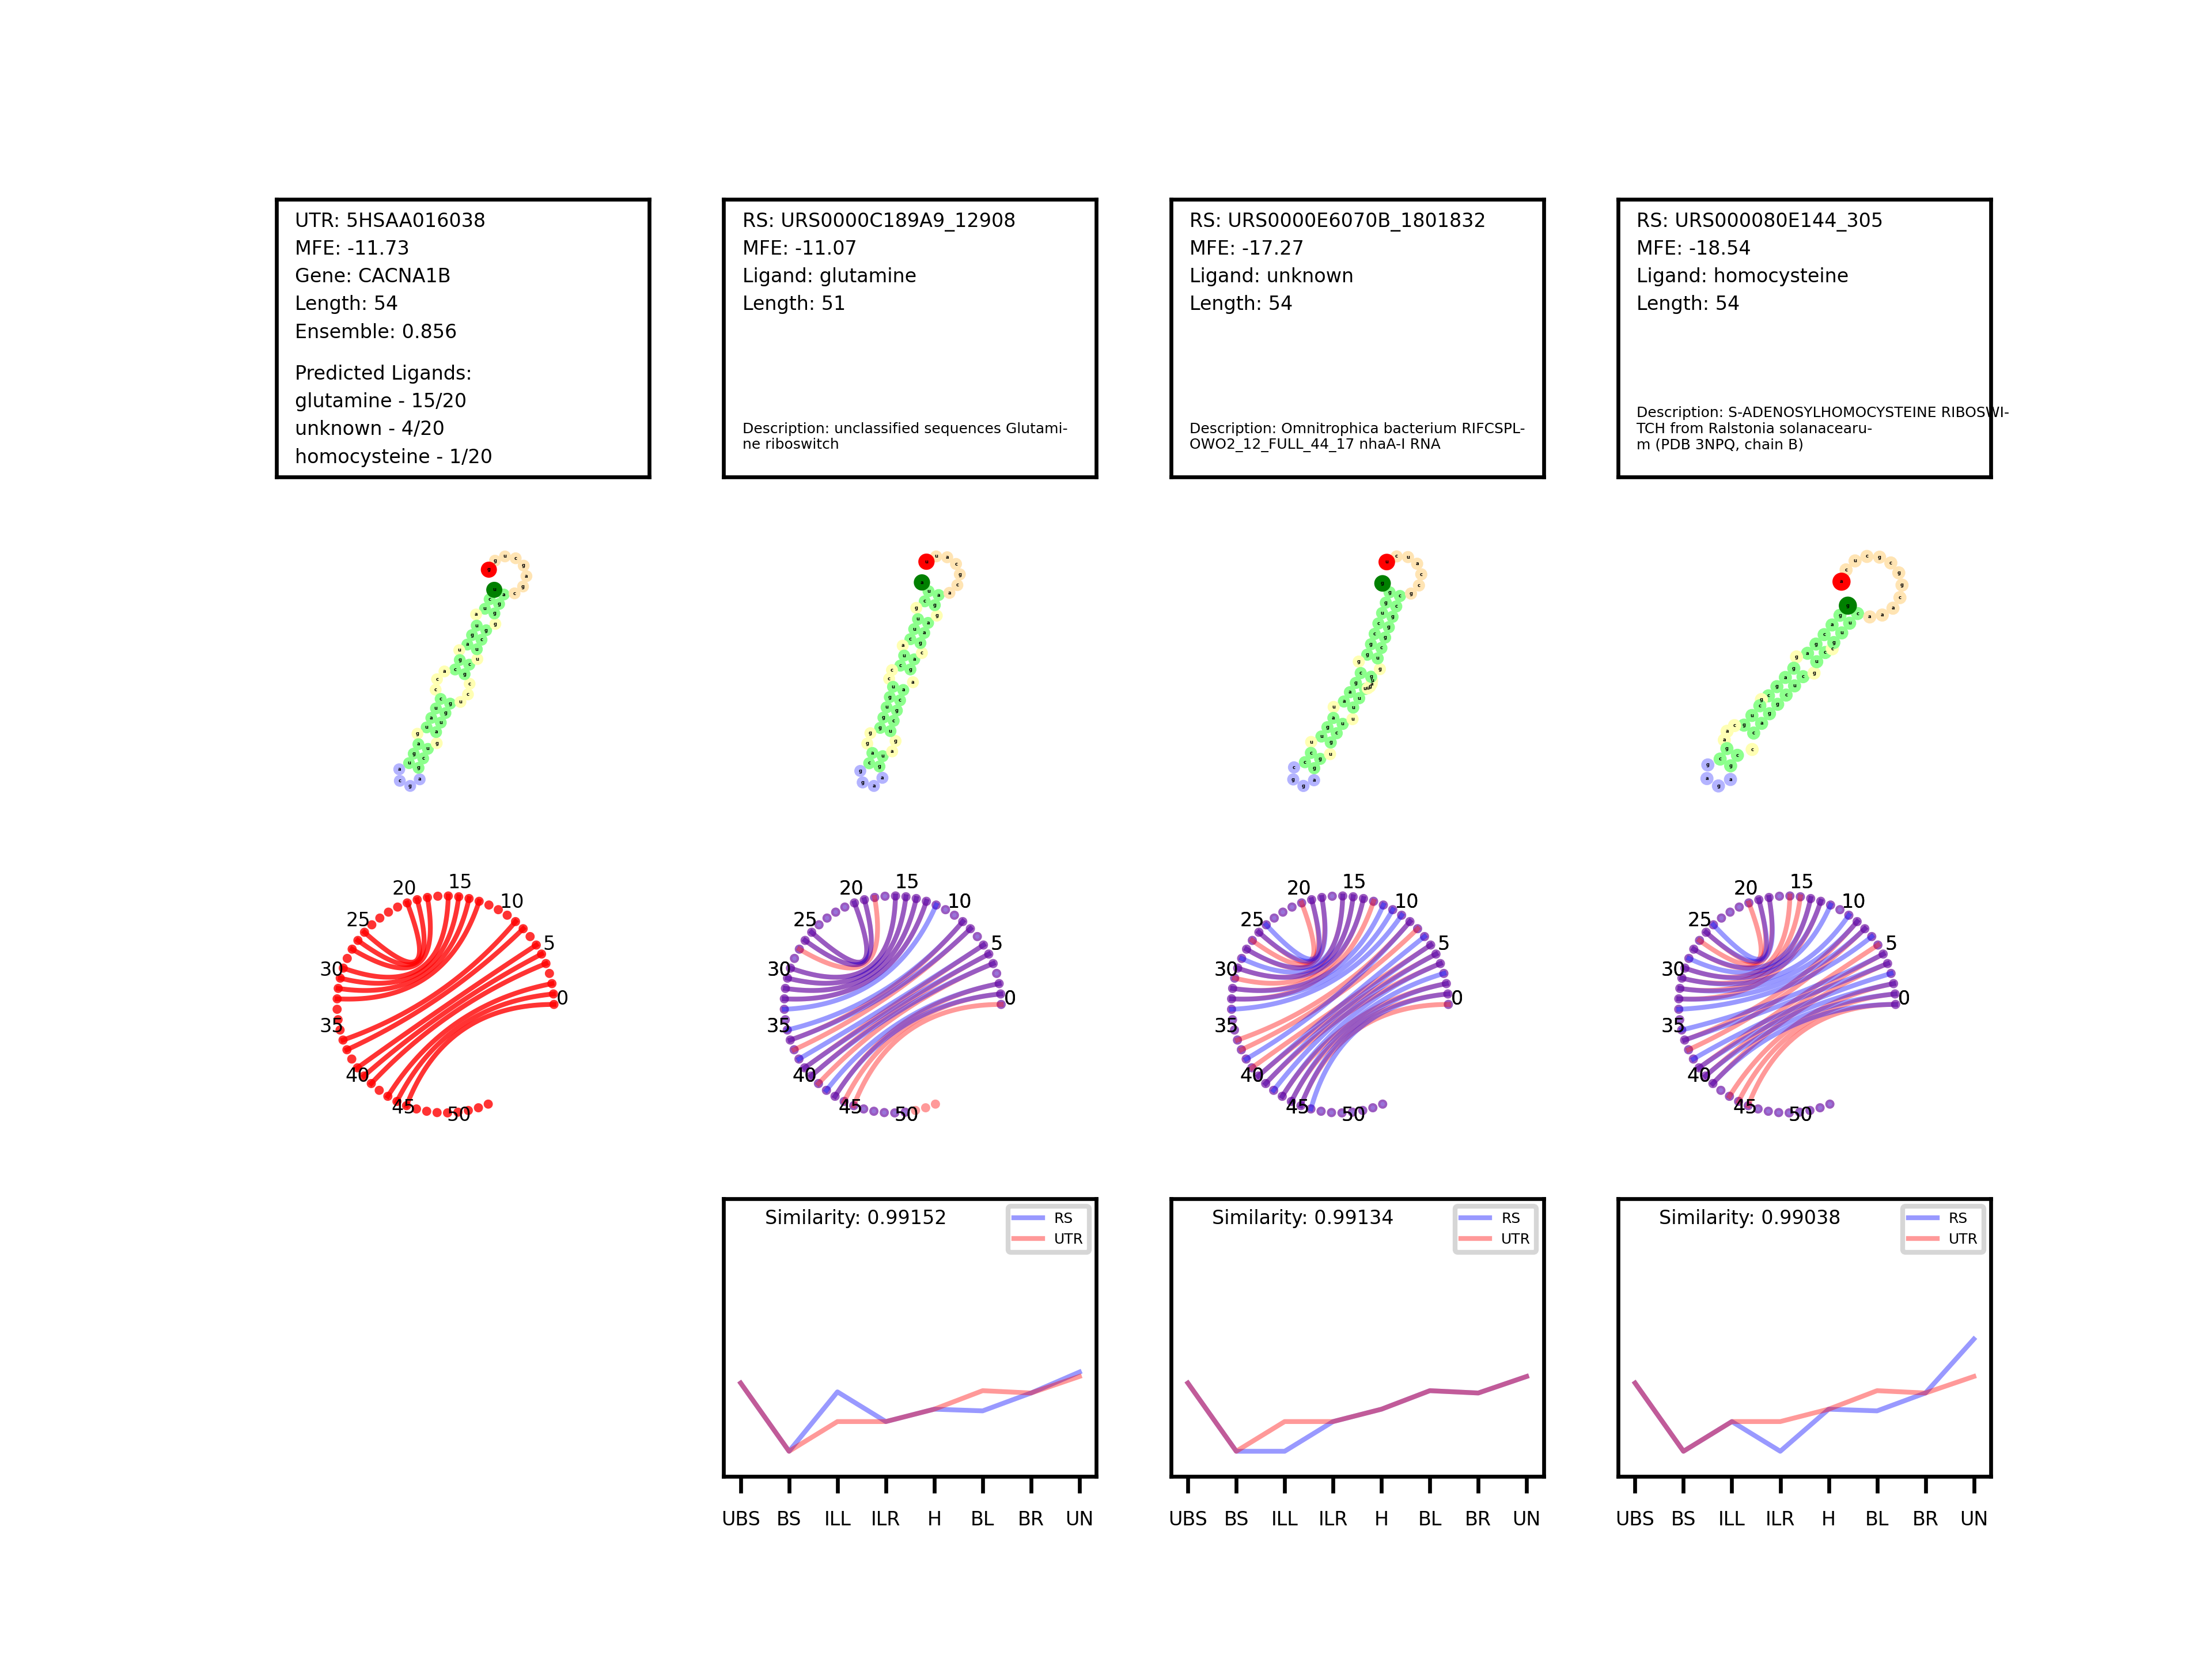 UTR: 5HSAA016038
MFE: -11.73
Gene: CACNA1B
Length: 54
Ensemble: 0.856
Predicted Ligands:
glutamine - 15/20
unknown - 4/20
homocysteine - 1/20
RS: URS0000C189A9_12908
MFE: -11.07
Ligand: glutamine
Length: 51
Description: unclassified sequences Glutami-
ne riboswitch
RS: URS0000E6070B_1801832
MFE: -17.27
Ligand: unknown
Length: 54
Description: Omnitrophica bacterium RIFCSPL-
OWO2_12_FULL_44_17 nhaA-I RNA
RS: URS000080E144_305
MFE: -18.54
Ligand: homocysteine
Length: 54
Description: S-ADENOSYLHOMOCYSTEINE RIBOSWI-
TCH from Ralstonia solanacearu-
m (PDB 3NPQ, chain B)
0
5
10
15
20
25
30
35
40
45
50
0
5
10
15
20
25
30
35
40
45
50
0
5
10
15
20
25
30
35
40
45
50
0
5
10
15
20
25
30
35
40
45
50
Similarity: 0.99152
RS
UTR
UBS BS ILL ILR H BL BR UN
Similarity: 0.99134
RS
UTR
UBS BS ILL ILR H BL BR UN
Similarity: 0.99038
RS
UTR
UBS BS ILL ILR H BL BR UN